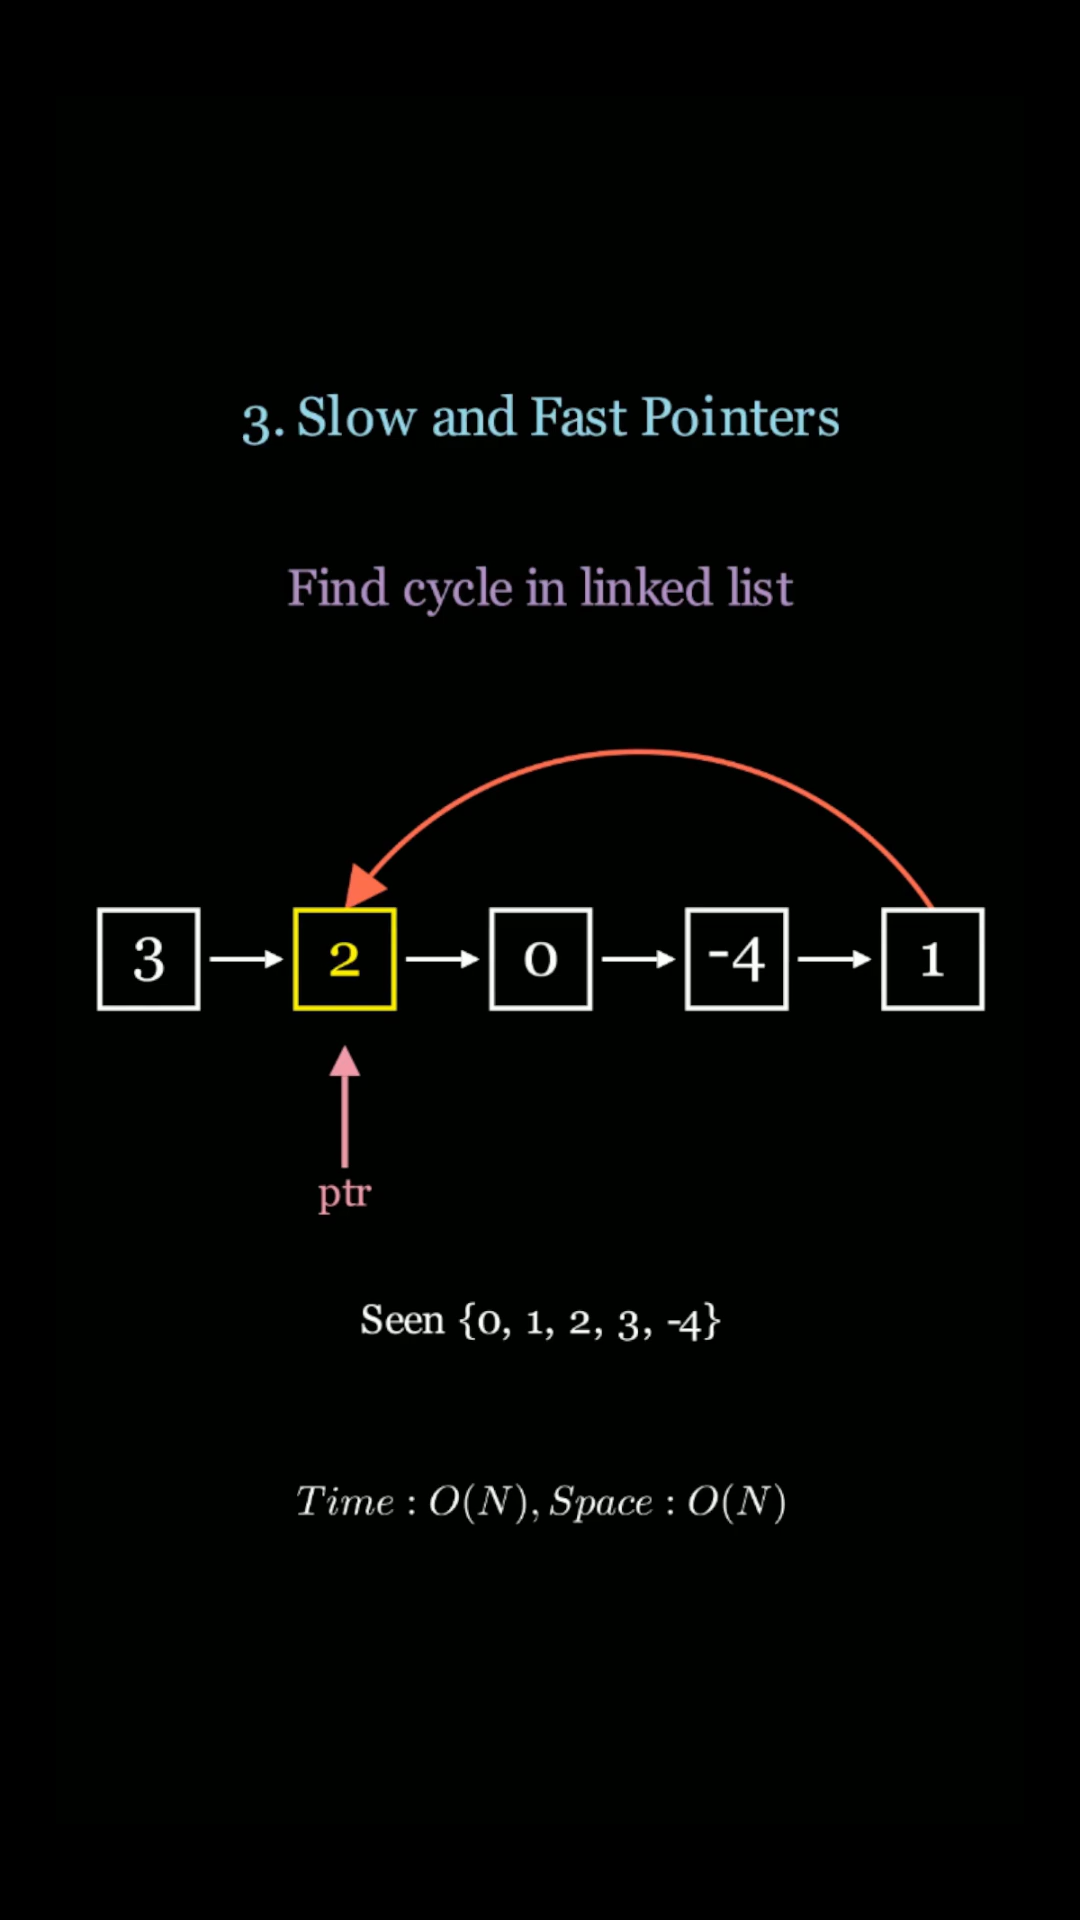 3. Slow and Fast Pointers
Find cycle in linked list
3 2 0 -4 1
ptr
Seen {0, 1, 2, 3, -4}
Time : O(N), Space : O(N)